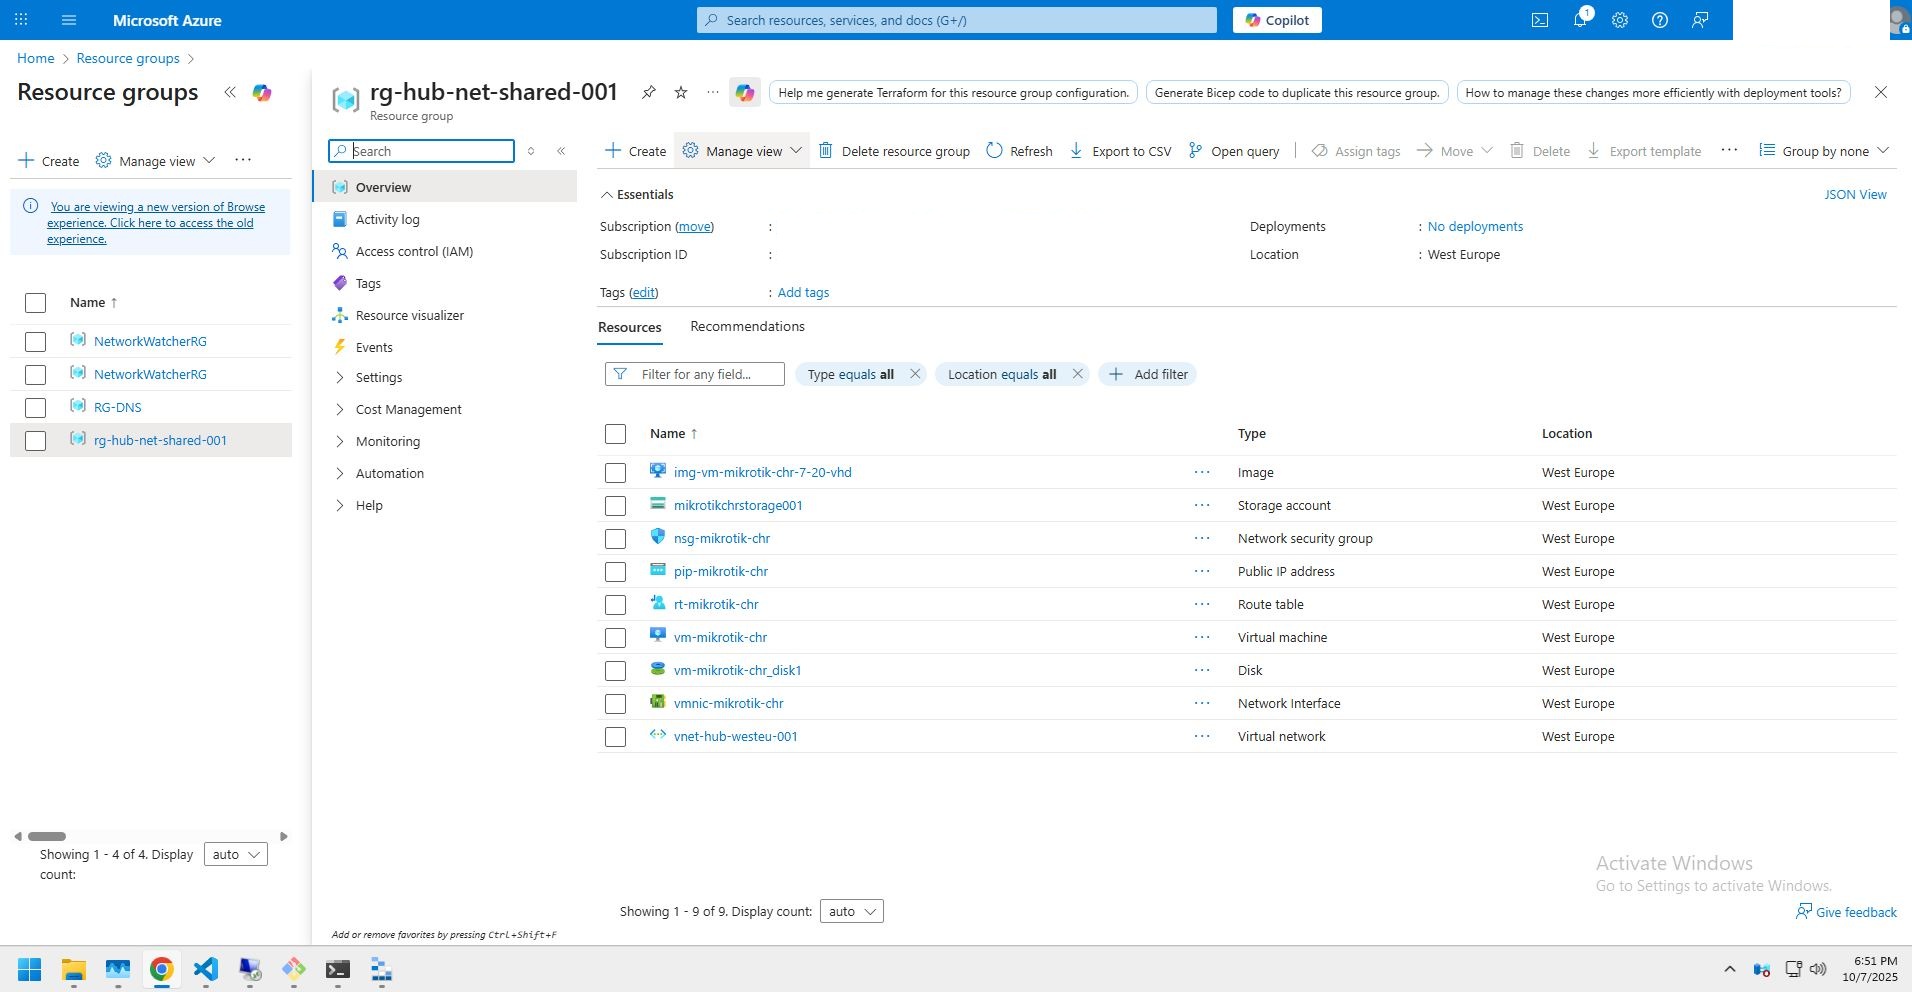 Microsoft Azure
Search resources, services, and docs (G+/)
Copilot
1
Home > Resource groups >
Resource groups
Create
Manage view
You are viewing a new version of Browse
experience. Click here to access the old
experience.
Name ↑
NetworkWatcherRG
NetworkWatcherRG
RG-DNS
rg-hub-net-shared-001
Showing 1 - 4 of 4. Display
count:
auto
rg-hub-net-shared-001
Resource group
Help me generate Terraform for this resource group configuration.
Generate Bicep code to duplicate this resource group.
How to manage these changes more efficiently with deployment tools?
Search
Overview
Activity log
Access control (IAM)
Tags
Resource visualizer
Events
Settings
Cost Management
Monitoring
Automation
Help
Add or remove favorites by pressing Ctrl+Shift+F
Create
Manage view
Delete resource group
Refresh
Export to CSV
Open query
Assign tags
Move
Delete
Export template
Group by none
Essentials
JSON View
Subscription (move) :
Subscription ID :
Deployments : No deployments
Location : West Europe
Tags (edit) : Add tags
Resources
Recommendations
Filter for any field...
Type equals all
Location equals all
Add filter
Name ↑ Type Location
img-vm-mikrotik-chr-7-20-vhd Image West Europe
mikrotikchrstorage001 Storage account West Europe
nsg-mikrotik-chr Network security group West Europe
pip-mikrotik-chr Public IP address West Europe
rt-mikrotik-chr Route table West Europe
vm-mikrotik-chr Virtual machine West Europe
vm-mikrotik-chr_disk1 Disk West Europe
vmnic-mikrotik-chr Network Interface West Europe
vnet-hub-westeu-001 Virtual network West Europe
Showing 1 - 9 of 9. Display count: auto
Activate Windows
Go to Settings to activate Windows.
Give feedback
6:51 PM
10/7/2025